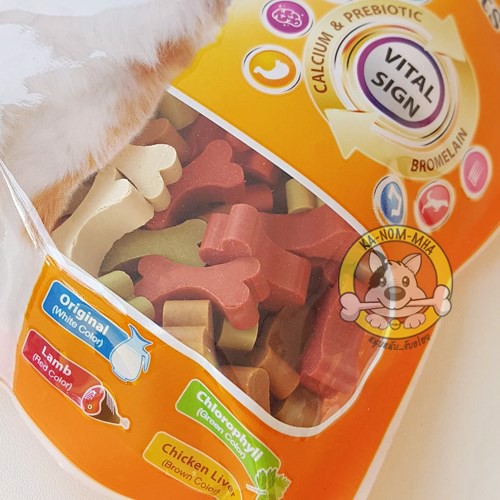 CALCIUM & PREBIOTIC
VITAL
SIGN
BROMELAIN
KA-NOM-MHA
Original
(White Color)
Lamb
(Red Color)
Chlorophyll
(Green Color)
Chicken Liver
(Brown Color)